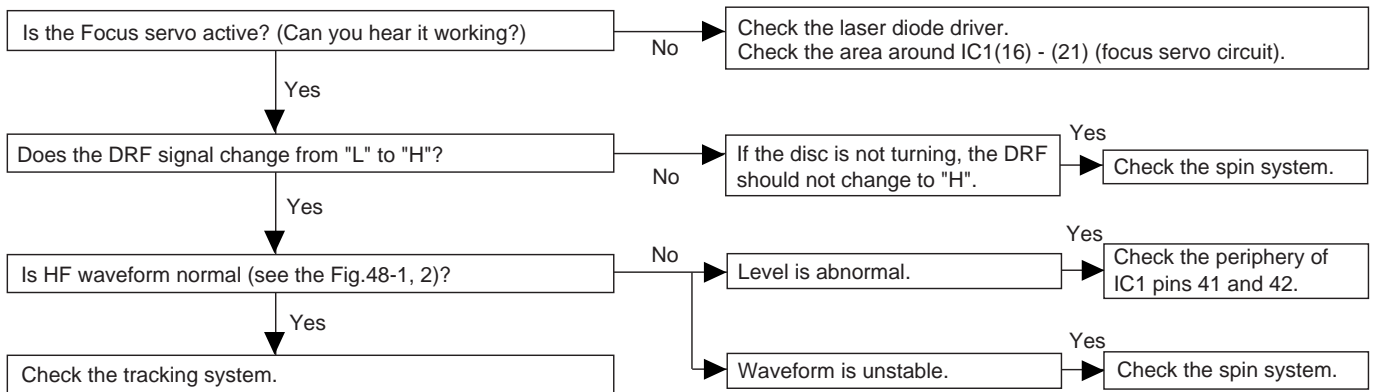 Is the Focus servo active? (Can you hear it working?)
No
Check the laser diode driver.
Check the area around IC1(16) - (21) (focus servo circuit).
Yes
Does the DRF signal change from "L" to "H"?
No
If the disc is not turning, the DRF
should not change to "H".
Yes
Check the spin system.
Yes
Is HF waveform normal (see the Fig.48-1, 2)?
No
Level is abnormal.
Yes
Check the periphery of
IC1 pins 41 and 42.
Yes
Check the tracking system.
Waveform is unstable.
Yes
Check the spin system.